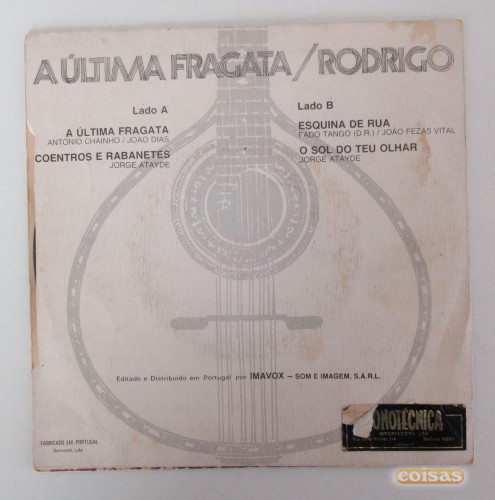 A ÚLTIMA FRAGATA / RODRIGO
Lado A
A ÚLTIMA FRAGATA
ANTÓNIO CHAINHO / JOÃO DIAS
COENTROS E RABANETES
JORGE ATAYDE
Lado B
ESQUINA DE RUA
FADO TANGO (D.R.) / JOÃO FEZAS VITAL
O SOL DO TEU OLHAR
JORGE ATAYDE
Editado e Distribuído em Portugal por IMAVOX — SOM E IMAGEM, S.A.R.L.
FABRICADO EM PORTUGAL
ONOTÉCNICA
coisas